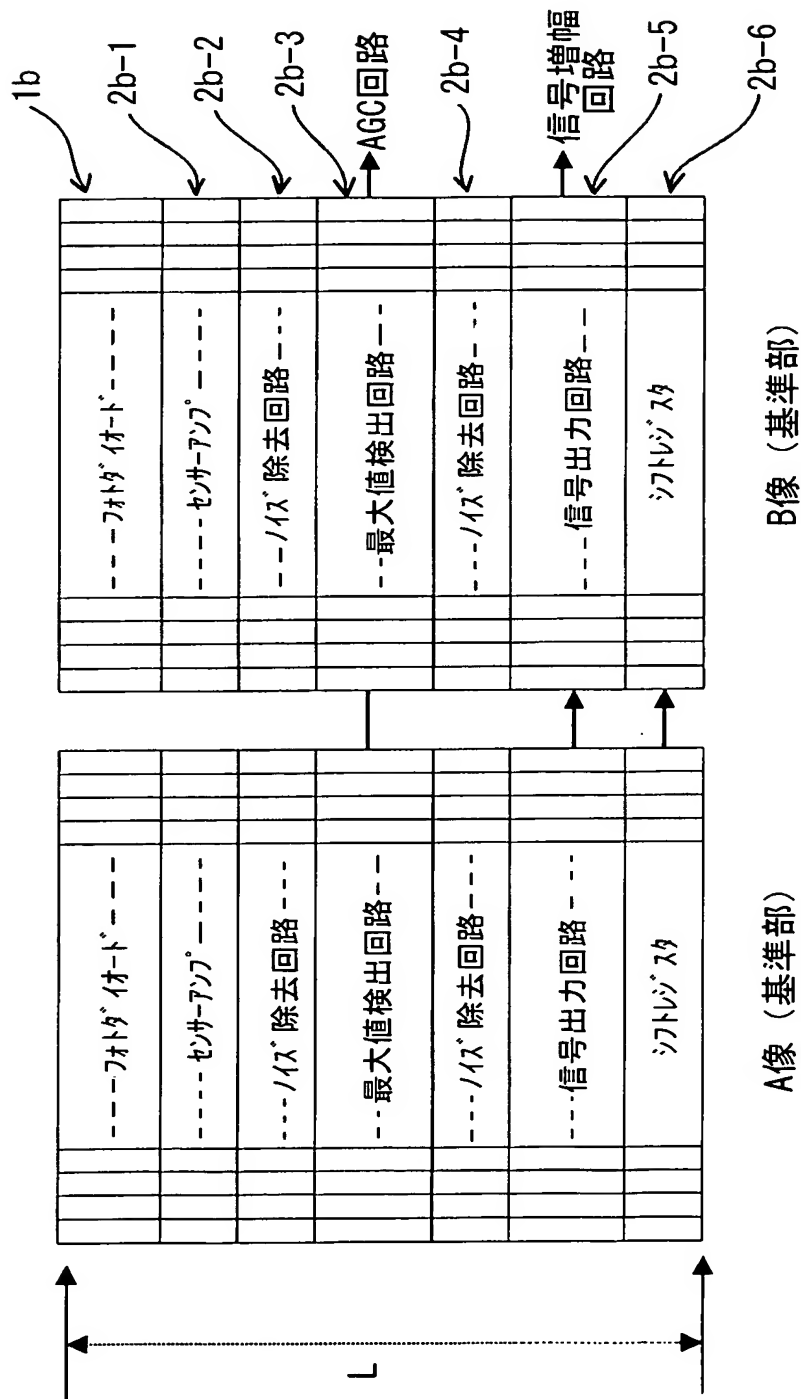 1b
2b-1
2b-2
2b-3
AGC回路
2b-4
信号増幅
回路
2b-5
2b-6
---フォトダイオード----
----センサーアンプ----
---ノイズ除去回路---
--最大値検出回路--
---ノイズ除去回路----
---信号出力回路---
シフトレジスタ
A像 (基準部)
---フォトダイオード----
----センサーアンプ----
--ノイズ除去回路---
--最大値検出回路--
---ノイズ除去回路---
---信号出力回路--
シフトレジスタ
B像 (基準部)
L